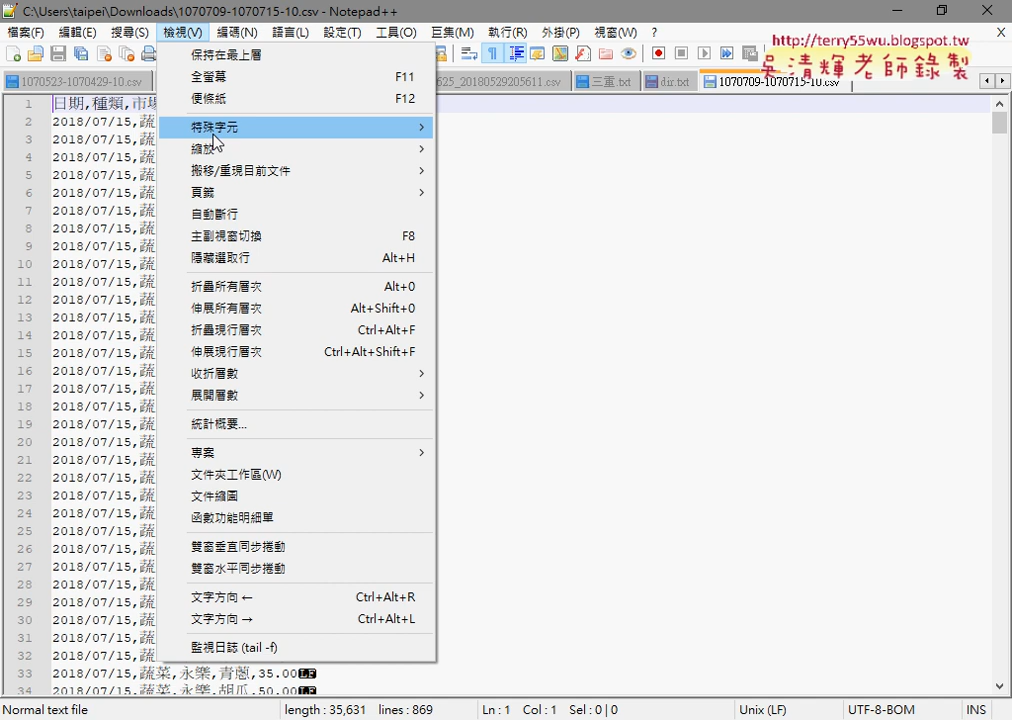 C:\Users\taipei\Downloads\1070709-1070715-10.csv - Notepad++
檔案(F) 編輯(E) 搜尋(S) 檢視(V) 編碼(N) 語言(L) 設定(T) 工具(O) 巨集(M) 執行(R) 外掛(P) 視窗(W) ? X
http://terry55wu.blogspot.tw
吳清輝老師錄製
1070523-1070429-10.csv 625_20180529205611.csv 三重.txt dir.txt 1070709-1070715-10.csv
保持在最上層
全螢幕 F11
便條紙 F12
特殊字元
縮放
搬移/重現目前文件
頁籤
自動斷行
主副視窗切換 F8
隱藏選取行 Alt+H
折疊所有層次 Alt+0
伸展所有層次 Alt+Shift+0
折疊現行層次 Ctrl+Alt+F
伸展現行層次 Ctrl+Alt+Shift+F
收折層數
展開層數
統計概要...
專案
文件夾工作區(W)
文件縮圖
函數功能明細單
雙窗垂直同步捲動
雙窗水平同步捲動
文字方向 ← Ctrl+Alt+R
文字方向 → Ctrl+Alt+L
監視日誌 (tail -f)
1 日期,種類,市場
2 2018/07/15,蔬
3 2018/07/15,蔬
4 2018/07/15,蔬
5 2018/07/15,蔬
6 2018/07/15,蔬
7 2018/07/15,蔬
8 2018/07/15,蔬
9 2018/07/15,蔬
10 2018/07/15,蔬
11 2018/07/15,蔬
12 2018/07/15,蔬
13 2018/07/15,蔬
14 2018/07/15,蔬
15 2018/07/15,蔬
16 2018/07/15,蔬
17 2018/07/15,蔬
18 2018/07/15,蔬
19 2018/07/15,蔬
20 2018/07/15,蔬
21 2018/07/15,蔬
22 2018/07/15,蔬
23 2018/07/15,蔬
24 2018/07/15,蔬
25 2018/07/15,蔬
26 2018/07/15,蔬
27 2018/07/15,蔬
28 2018/07/15,蔬
29 2018/07/15,蔬
30 2018/07/15,蔬
31 2018/07/15,蔬
32 2018/07/15,蔬
33 2018/07/15,蔬菜,永樂,青蔥,35.00LF
34 2018/07/15,蔬菜,永樂,胡瓜,50.00LF
Normal text file length : 35,631 lines : 869 Ln : 1 Col : 1 Sel : 0 | 0 Unix (LF) UTF-8-BOM INS